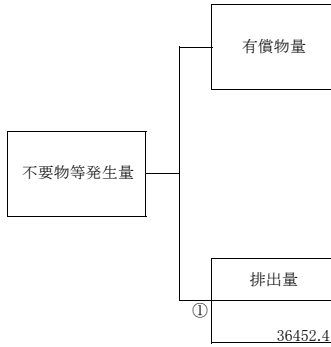 有償物量
不要物等発生量
排出量
①
36452.4